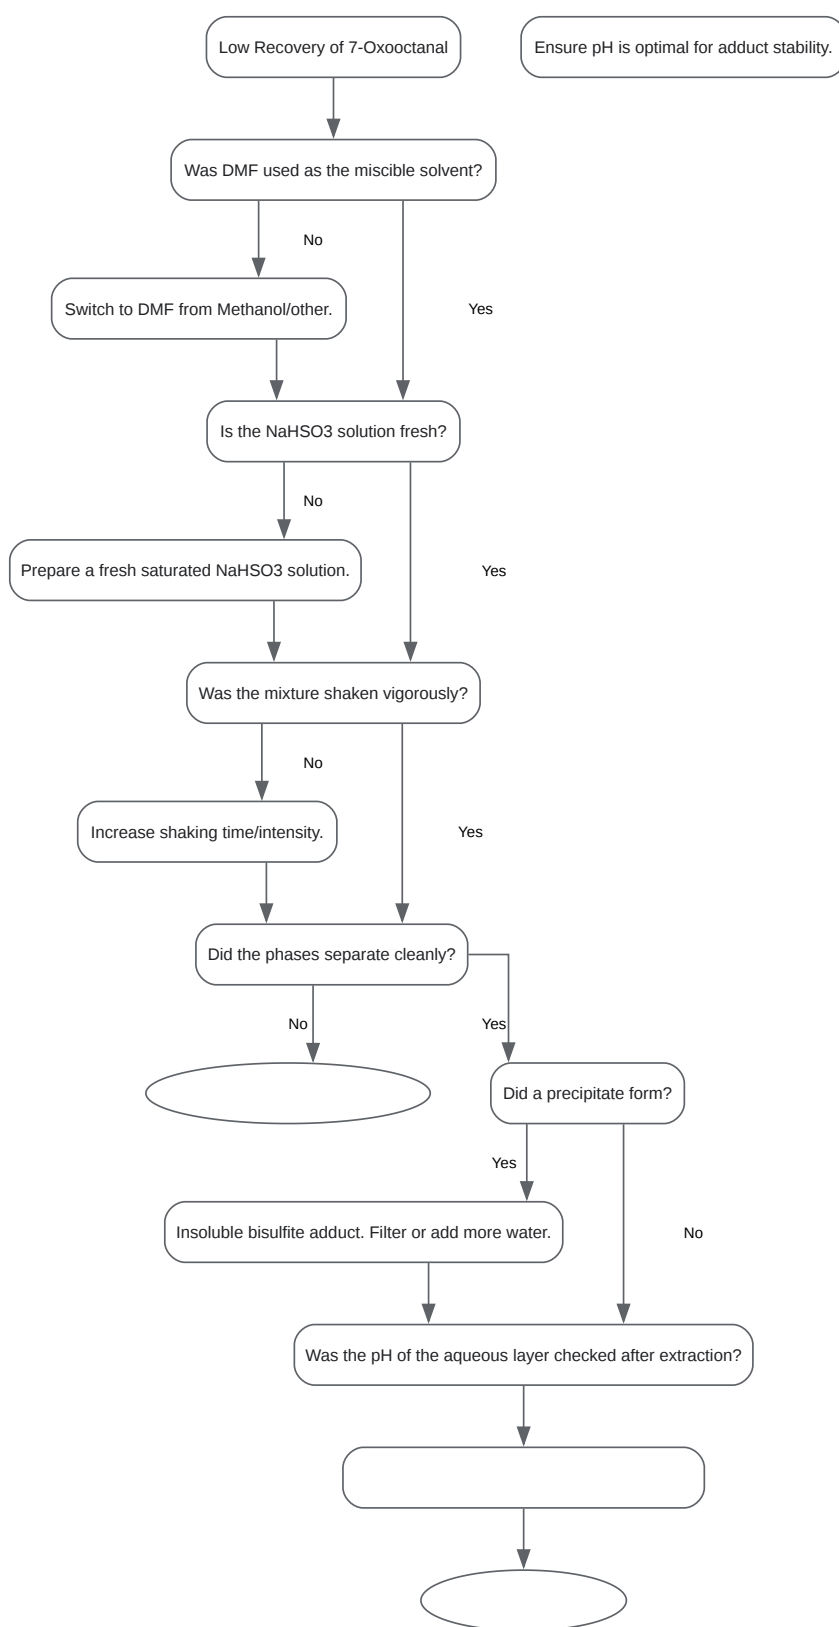 Low Recovery of 7-Oxooctanal
Ensure pH is optimal for adduct stability.
Was DMF used as the miscible solvent?
No
Switch to DMF from Methanol/other.
Yes
Is the NaHSO3 solution fresh?
No
Prepare a fresh saturated NaHSO3 solution.
Yes
Was the mixture shaken vigorously?
No
Increase shaking time/intensity.
Yes
Did the phases separate cleanly?
No
Yes
Did a precipitate form?
Yes
Insoluble bisulfite adduct. Filter or add more water.
No
Was the pH of the aqueous layer checked after extraction?